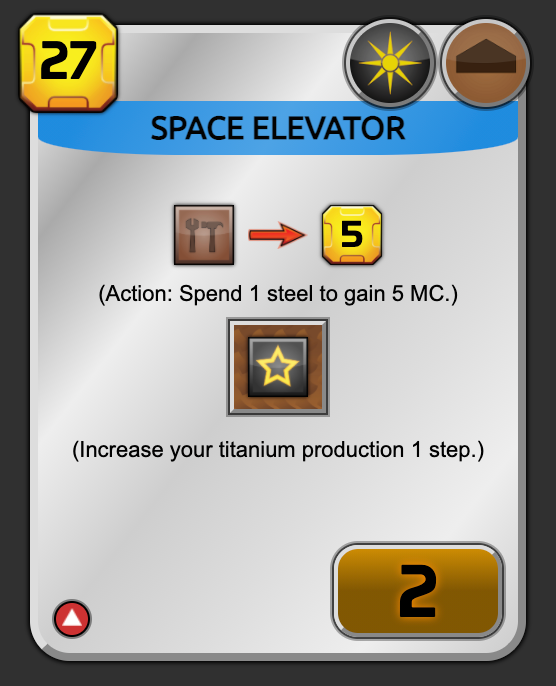 27
SPACE ELEVATOR
5
(Action: Spend 1 steel to gain 5 MC.)
(Increase your titanium production 1 step.)
2